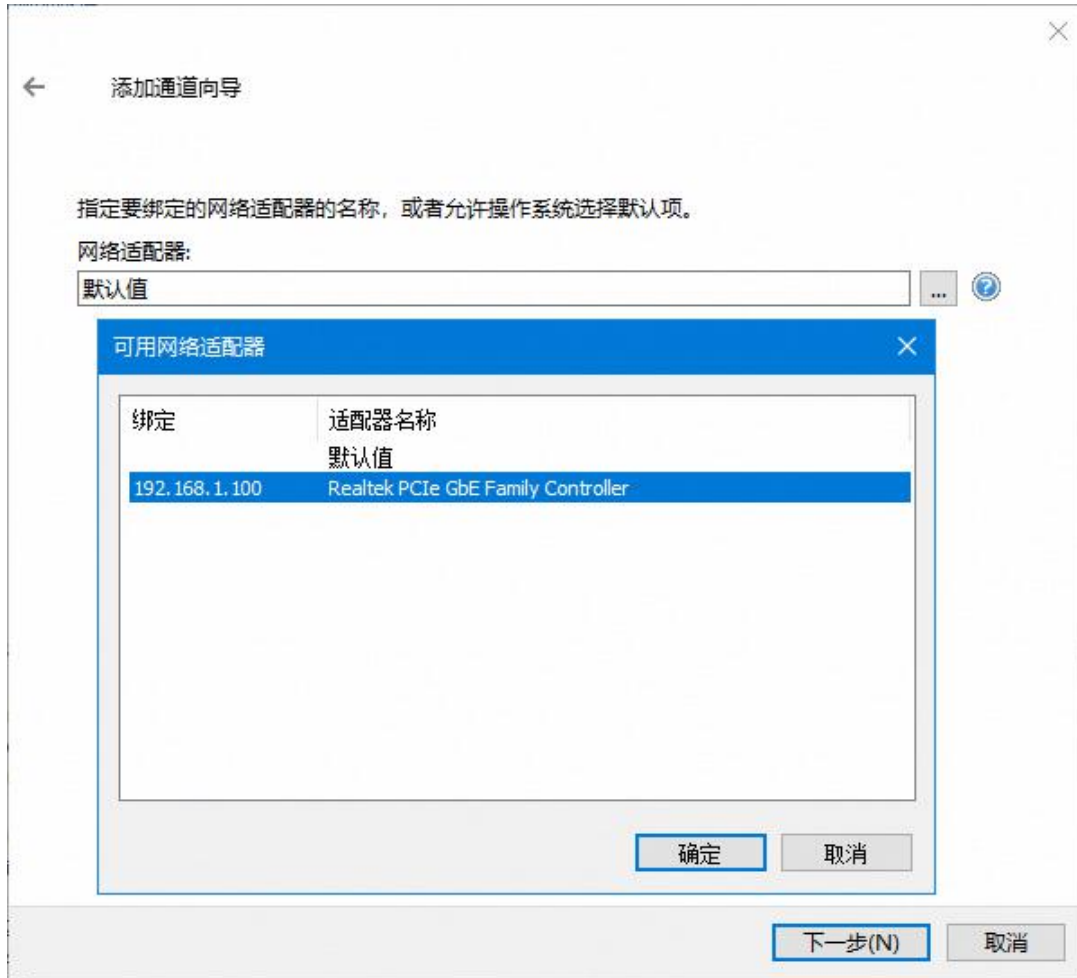 添加通道向导
指定要绑定的网络适配器的名称，或者允许操作系统选择默认项。
网络适配器:
默认值
...
可用网络适配器
绑定 适配器名称
默认值
192.168.1.100 Realtek PCIe GbE Family Controller
确定 取消
下一步(N) 取消